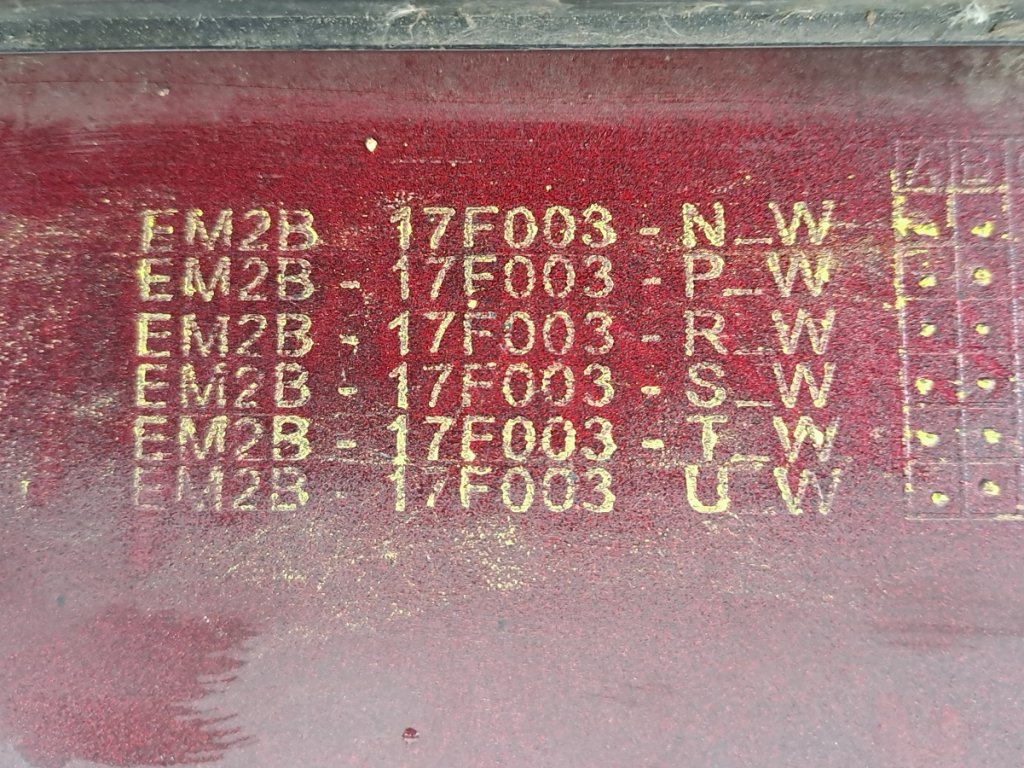 A B
EM2B 17F003 - N_W
EM2B - 17F003 - P_W
EM2B - 17F003 - R_W
EM2B - 17F003 - S_W
EM2B - 17F003 - T_W
EM2B - 17F003 U_W